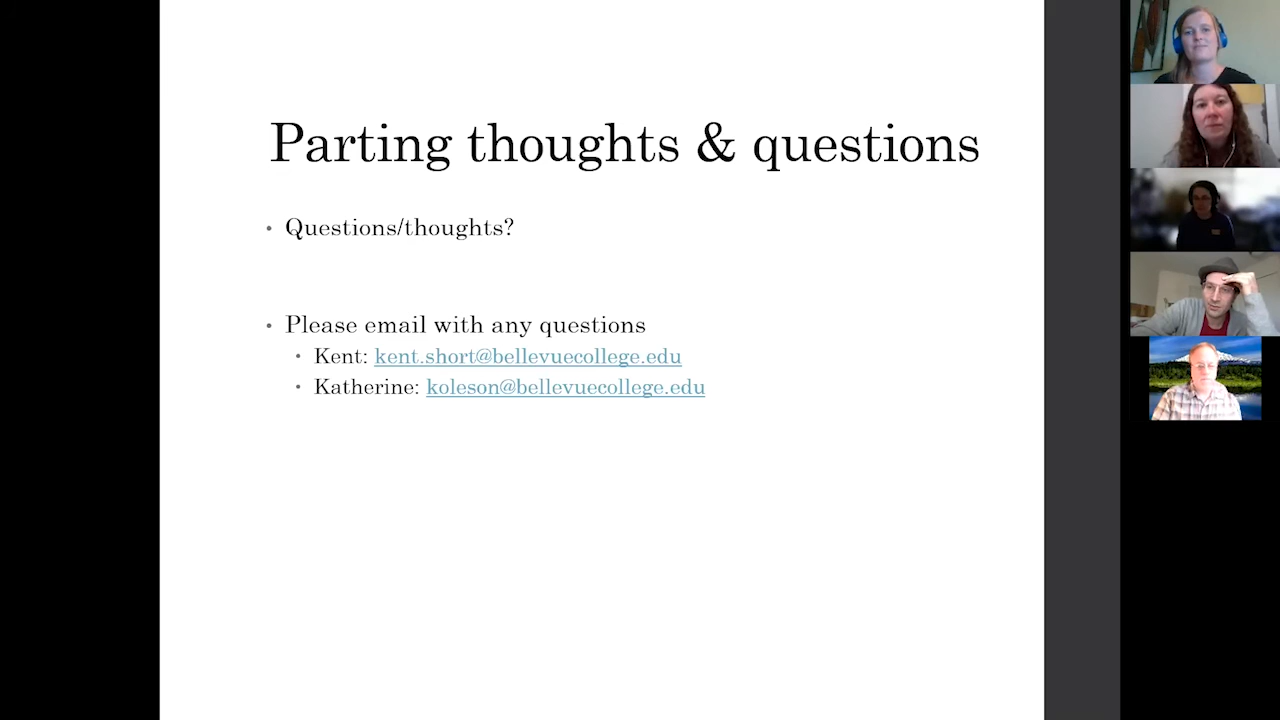 Parting thoughts & questions
• Questions/thoughts?
• Please email with any questions
• Kent: kent.short@bellevuecollege.edu
• Katherine: koleson@bellevuecollege.edu